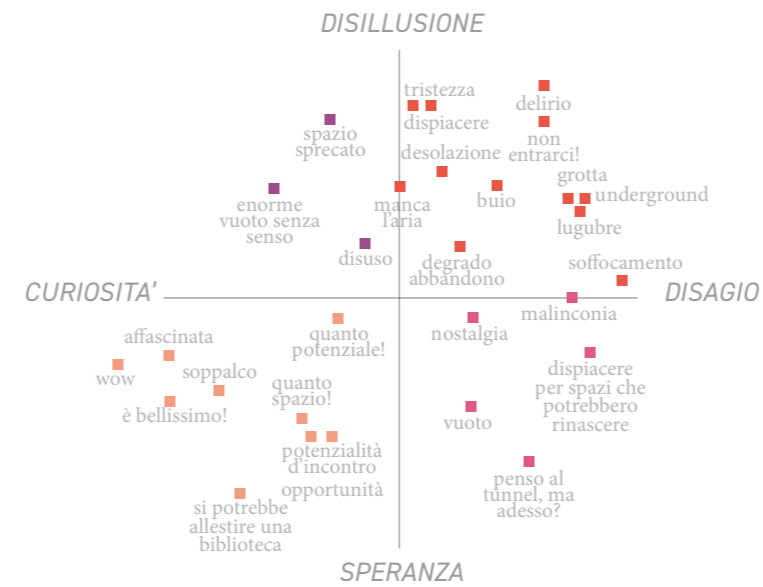 DISILLUSIONE
tristezza
delirio
dispiacere
spazio
sprecato
non
entrarci!
desolazione
grotta
underground
buio
manca
l'aria
enorme
vuoto senza
senso
lugubre
disuso
degrado
abbandono
soffocamento
CURIOSITA'
DISAGIO
malinconia
affascinata
quanto
potenziale!
nostalgia
wow
soppalco
dispiacere
per spazi che
potrebbero
rinascere
quanto
spazio!
è bellissimo!
vuoto
potenzialità
d'incontro
opportunità
penso al
tunnel, ma
adesso?
si potrebbe
allestire una
biblioteca
SPERANZA